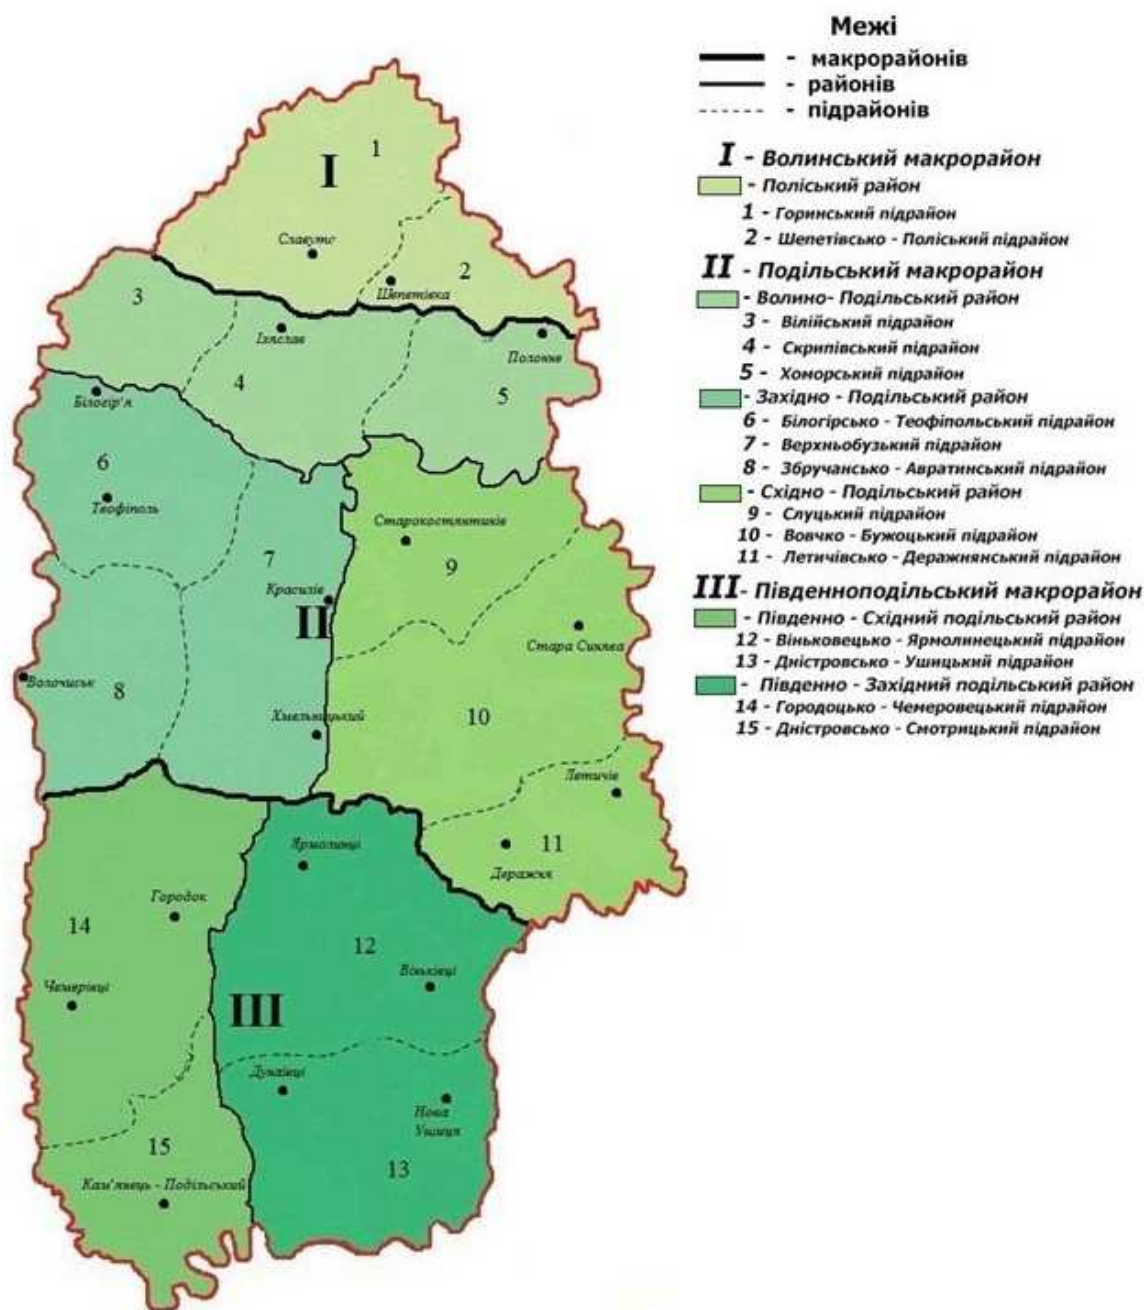 Межі
- макрорайонів
- районів
- підрайонів
I - Волинський макрорайон
- Поліський район
1 - Горинський підрайон
2 - Шепетівсько - Поліський підрайон
II - Подільський макрорайон
- Волино- Подільський район
3 - Вілійський підрайон
4 - Скрипівський підрайон
5 - Хоморський підрайон
- Західно - Подільський район
6 - Білогірсько - Теофіпольський підрайон
7 - Верхньобузький підрайон
8 - Збручансько - Авратинський підрайон
- Східно - Подільський район
9 - Слуцький підрайон
10 - Вовчко - Бужоцький підрайон
11 - Летичівсько - Деражнянський підрайон
III - Південноподільський макрорайон
- Південно - Східний подільський район
12 - Віньковецько - Ярмолинецький підрайон
13 - Дністровсько - Ушицький підрайон
- Південно - Західний подільський район
14 - Городоцько - Чемеровецький підрайон
15 - Дністровсько - Смотрицький підрайон
1
I
Славута
2
Шепетівка
3
Ізяслав
Полонне
4
5
Білогір'я
6
Теофіполь
Старокостянтинів
7
9
Красилів
II
Стара Синява
Волочиськ
8
Хмельницький
10
Летичів
Ярмолинці
11
Деражня
Городок
14
12
Віньківці
Чемерівці
III
Дунаївці
Нова
Ушиця
15
13
Кам'янець - Подільський